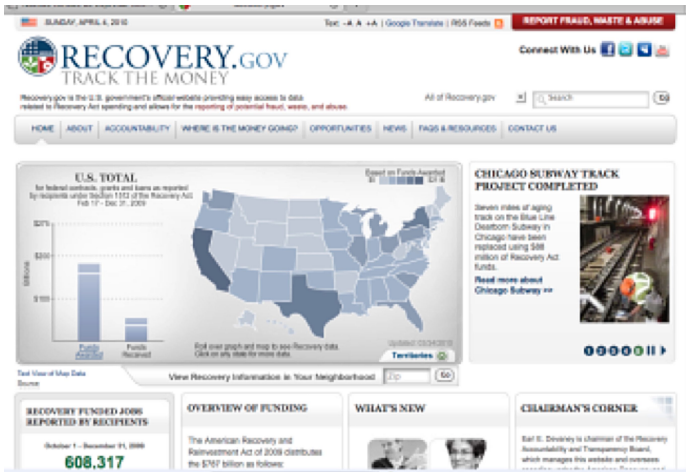 SUNDAY, APRIL 4, 2010
Text: -A A +A | Google Translate | RSS Feeds
REPORT FRAUD, WASTE & ABUSE
RECOVERY.GOV
TRACK THE MONEY
Connect With Us
Recovery.gov is the U.S. government's official website providing easy access to data
related to Recovery Act spending and allows for the reporting of potential fraud, waste, and abuse.
All of Recovery.gov
Search
Go
HOME ABOUT ACCOUNTABILITY WHERE IS THE MONEY GOING? OPPORTUNITIES NEWS FAQS & RESOURCES CONTACT US
U.S. TOTAL
for federal contracts, grants and loans as reported
by recipients under Section 1512 of the Recovery Act
Feb 17 - Dec 31, 2009
$275
$200
$100
Billions
Funds
Awarded
Funds
Received
Based on Funds Awarded
Roll over graph and map to see Recovery data.
Click on any state for more data.
Updated:
Territories
CHICAGO SUBWAY TRACK
PROJECT COMPLETED
Seven miles of aging
track on the Blue Line
Dearborn Subway in
Chicago have been
replaced using $88
million of Recovery Act
funds.
Read more about
Chicago Subway >>
1 2 3 4 5
Text View of Map Data
Source
View Recovery Information in Your Neighborhood
Zip
Go
RECOVERY FUNDED JOBS
REPORTED BY RECIPIENTS
October 1 - December 31, 2009
608,317
OVERVIEW OF FUNDING
The American Recovery and
Reinvestment Act of 2009 distributes
the $787 billion as follows:
WHAT'S NEW
CHAIRMAN'S CORNER
Earl E. Devaney is chairman of the Recovery
Accountability and Transparency Board,
which manages this website and oversees